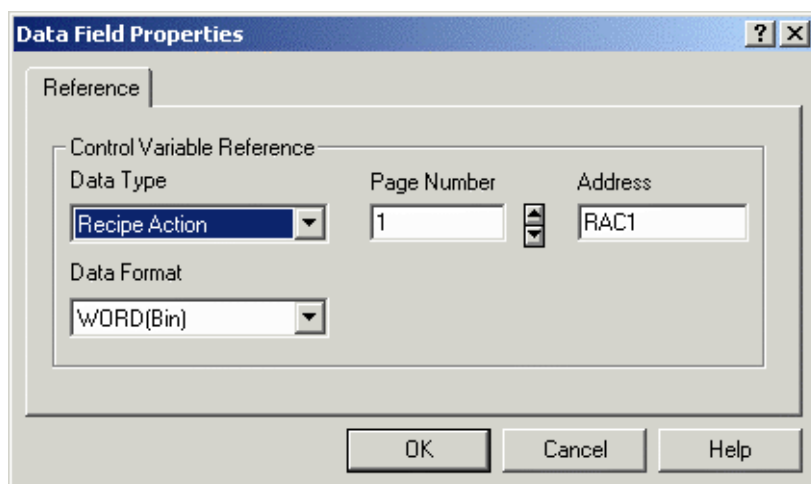 Data Field Properties
Reference
Control Variable Reference
Data Type Page Number Address
Recipe Action 1 RAC1
Data Format
WORD(Bin)
OK Cancel Help